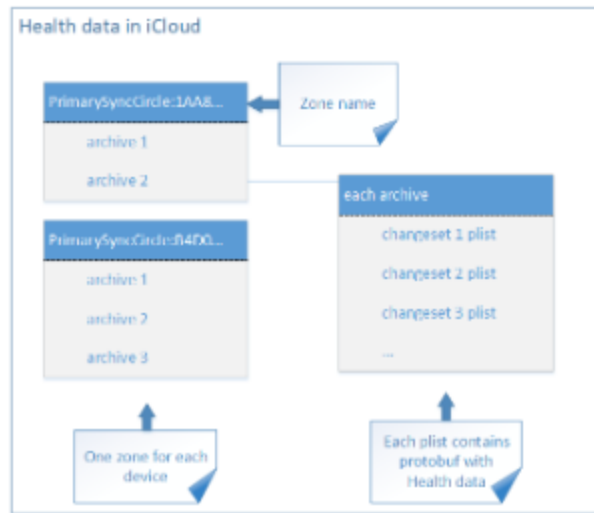 Health data in iCloud
PrimarySyncCircle:1AA8...
archive 1
archive 2
Zone name
each archive
changeset 1 plist
changeset 2 plist
changeset 3 plist
...
PrimarySyncCircle:B4D0...
archive 1
archive 2
archive 3
One zone for each
device
Each plist contains
protobuf with
Health data